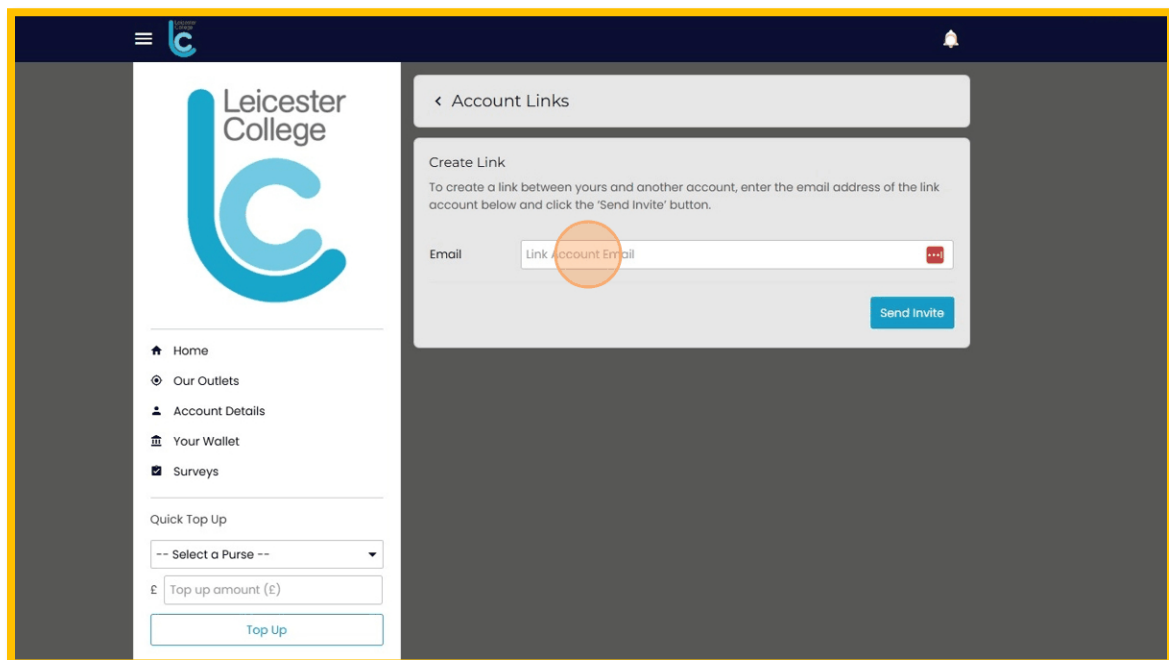 Leicester
College
Leicester
College
Home
Our Outlets
Account Details
Your Wallet
Surveys
Quick Top Up
-- Select a Purse --
£ Top up amount (£)
Top Up
Account Links
Create Link
To create a link between yours and another account, enter the email address of the link
account below and click the ‘Send Invite’ button.
Email Link Account Email
Send Invite